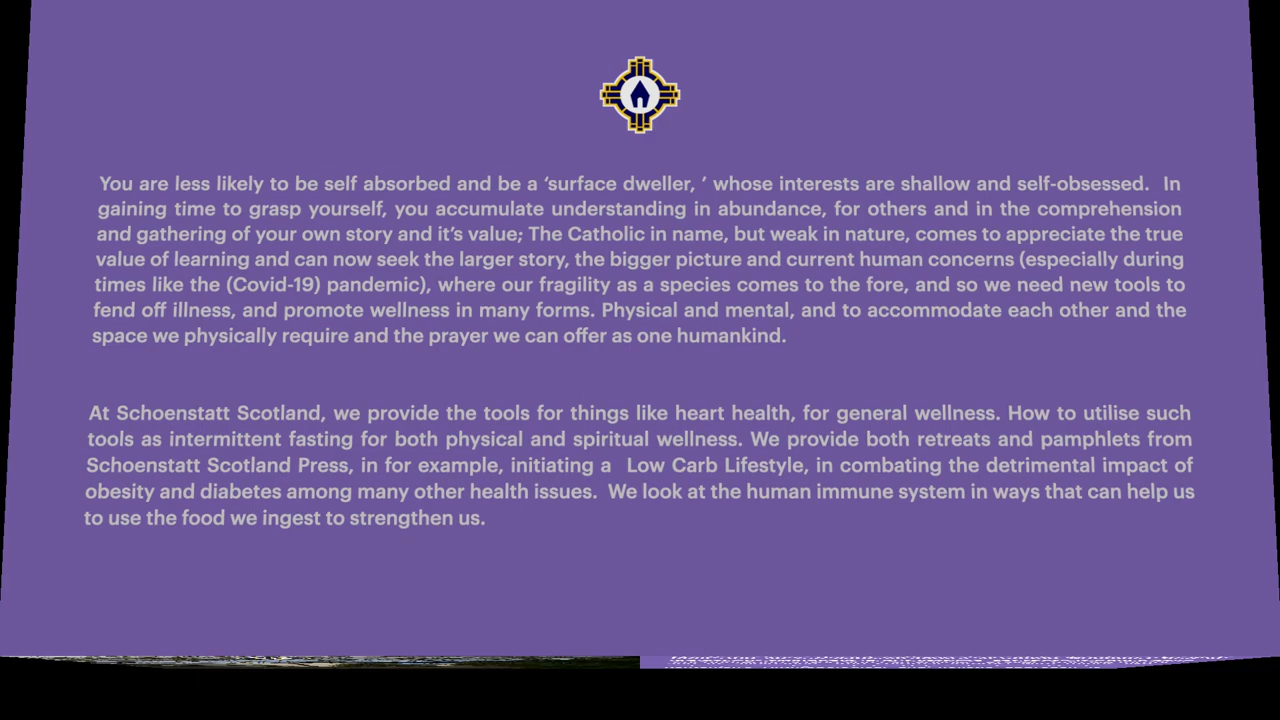 You are less likely to be self absorbed and be a ‘surface dweller, ’ whose interests are shallow and self-obsessed.  In
gaining time to grasp yourself, you accumulate understanding in abundance, for others and in the comprehension
and gathering of your own story and it’s value; The Catholic in name, but weak in nature, comes to appreciate the true
value of learning and can now seek the larger story, the bigger picture and current human concerns (especially during
times like the (Covid-19) pandemic), where our fragility as a species comes to the fore, and so we need new tools to
fend off illness, and promote wellness in many forms. Physical and mental, and to accommodate each other and the
space we physically require and the prayer we can offer as one humankind.
At Schoenstatt Scotland, we provide the tools for things like heart health, for general wellness. How to utilise such
tools as intermittent fasting for both physical and spiritual wellness. We provide both retreats and pamphlets from
Schoenstatt Scotland Press, in for example, initiating a  Low Carb Lifestyle, in combating the detrimental impact of
obesity and diabetes among many other health issues.  We look at the human immune system in ways that can help us
to use the food we ingest to strengthen us.